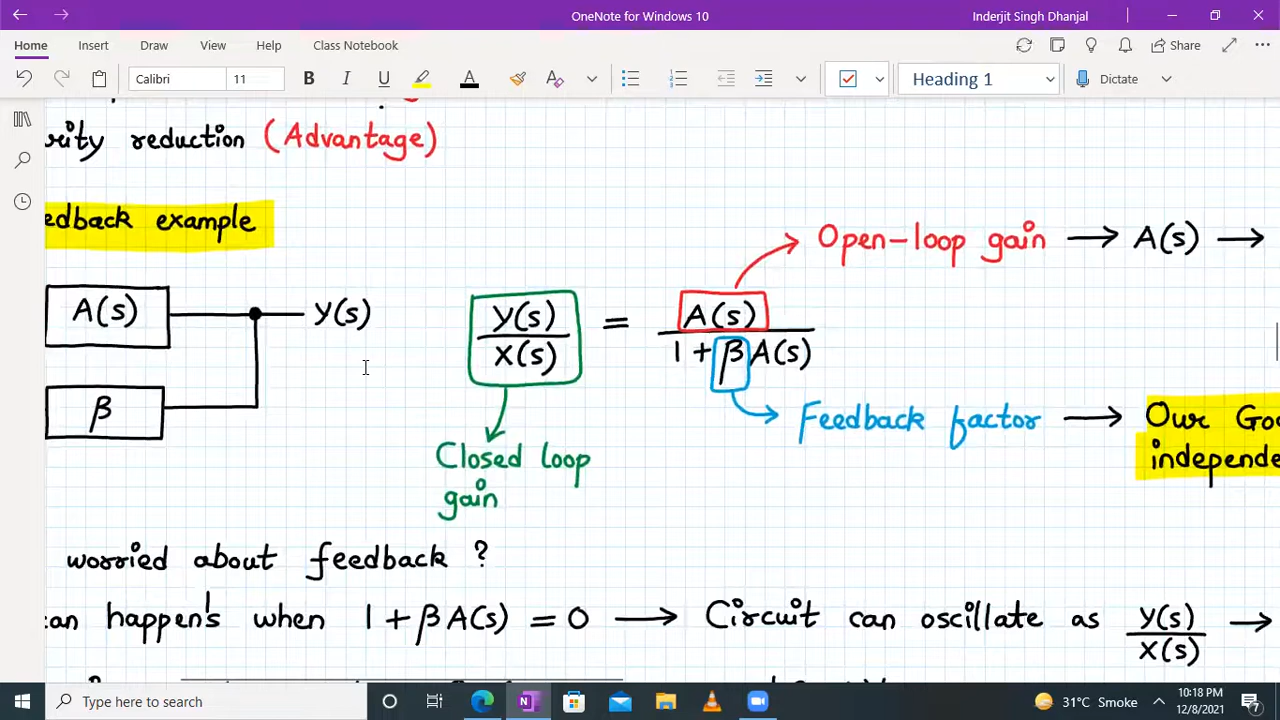 OneNote for Windows 10
Inderjit Singh Dhanjal
Home Insert Draw View Help Class Notebook Share
Calibri 11 B I U A Heading 1 Dictate
rity reduction (Advantage)
edback example
Open-loop gain → A(s) →
A(s) Y(s)
Y(s)/X(s) = A(s)/1 + βA(s)
β
Feedback factor → Our Go
independe
Closed loop
gain
worried about feedback ?
an happen's when 1 + βA(s) = 0 → Circuit can oscillate as Y(s)/X(s) →
Type here to search
31°C Smoke
10:18 PM
12/8/2021
7